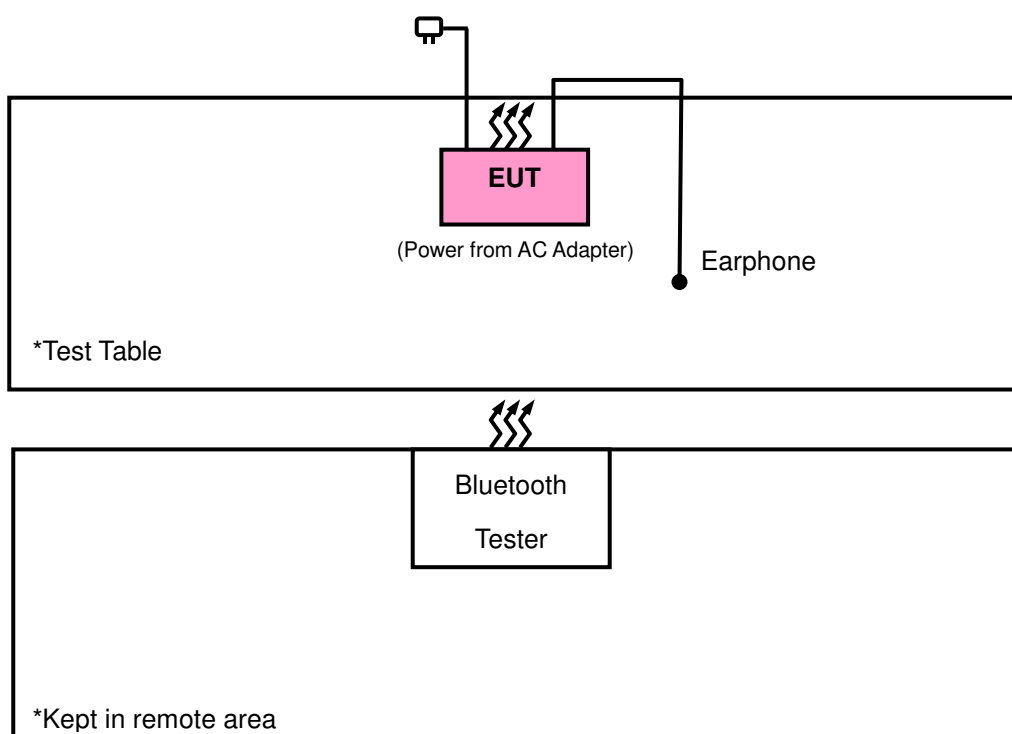 EUT
(Power from AC Adapter)
Earphone
*Test Table
Bluetooth
Tester
*Kept in remote area